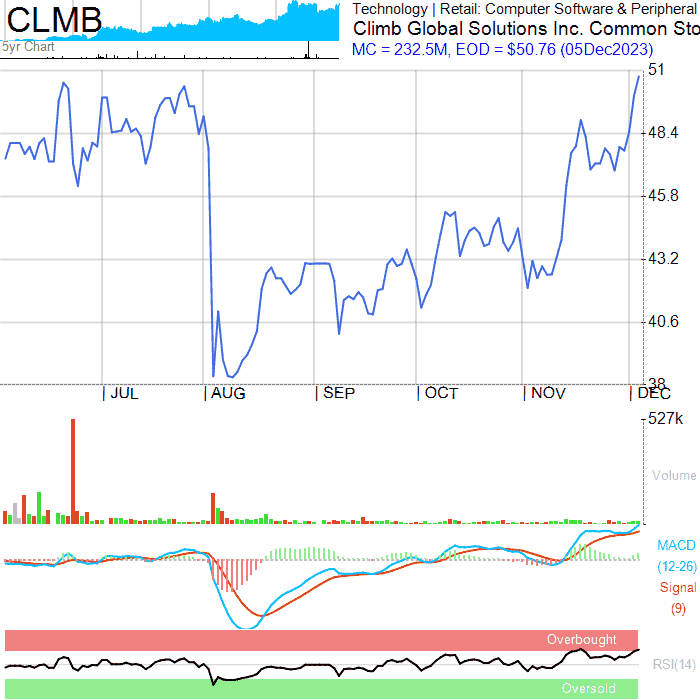 CLMB
5yr Chart
Technology | Retail: Computer Software & Peripheral
Climb Global Solutions Inc. Common Sto
MC = 232.5M, EOD = $50.76 (05Dec2023)
51
48.4
45.8
43.2
40.6
38
| JUL | AUG | SEP | OCT | NOV | DEC
527k
Volume
MACD
(12-26)
Signal
(9)
Overbought
RSI(14)
Oversold